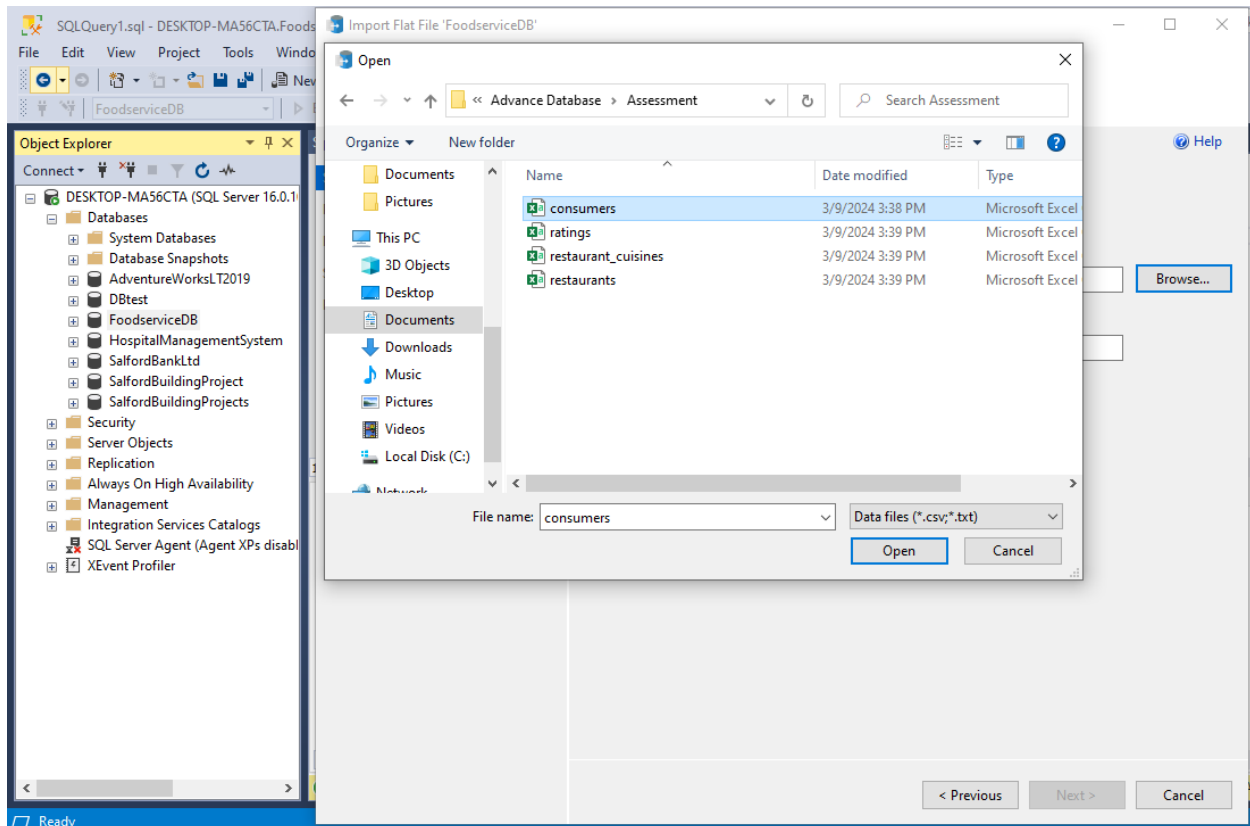 SQLQuery1.sql - DESKTOP-MA56CTA.Foods
File Edit View Project Tools Windo
New
FoodserviceDB
Object Explorer
Connect
DESKTOP-MA56CTA (SQL Server 16.0.1
Databases
System Databases
Database Snapshots
AdventureWorksLT2019
DBtest
FoodserviceDB
HospitalManagementSystem
SalfordBankLtd
SalfordBuildingProject
SalfordBuildingProjects
Security
Server Objects
Replication
Always On High Availability
Management
Integration Services Catalogs
SQL Server Agent (Agent XPs disabl
XEvent Profiler
Ready
Import Flat File 'FoodserviceDB'
Help
Browse...
Open
« Advance Database › Assessment
Search Assessment
Organize New folder
Documents
Pictures
This PC
3D Objects
Desktop
Documents
Downloads
Music
Pictures
Videos
Local Disk (C:)
Network
Name Date modified Type
consumers 3/9/2024 3:38 PM Microsoft Excel
ratings 3/9/2024 3:39 PM Microsoft Excel
restaurant_cuisines 3/9/2024 3:39 PM Microsoft Excel
restaurants 3/9/2024 3:39 PM Microsoft Excel
File name: consumers Data files (*.csv;*.txt)
Open Cancel
< Previous Next > Cancel